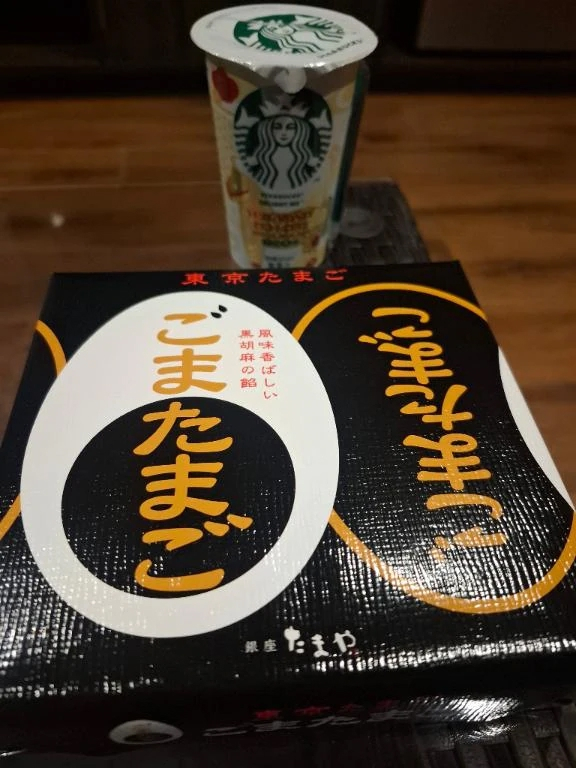 東京たまご
ごまたまご
風味香ばしい
黒胡麻の餡
ごまたまご
銀座 たまや
東京たまご
ごまたまご